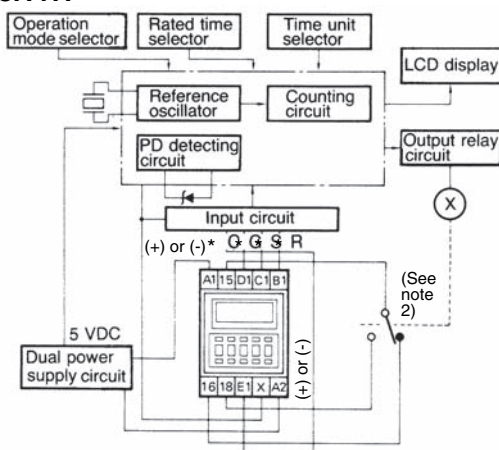 Operation
mode selector
Rated time
selector
Time unit
selector
LCD display
Reference
oscillator
Counting
circuit
PD detecting
circuit
Output relay
circuit
X
Input circuit
(+) or (-)* O* G* S* R
A1 15 D1 C1 B1
(See
note
2)
5 VDC
Dual power
supply circuit
(+) or (-)
16 18 E1 X A2